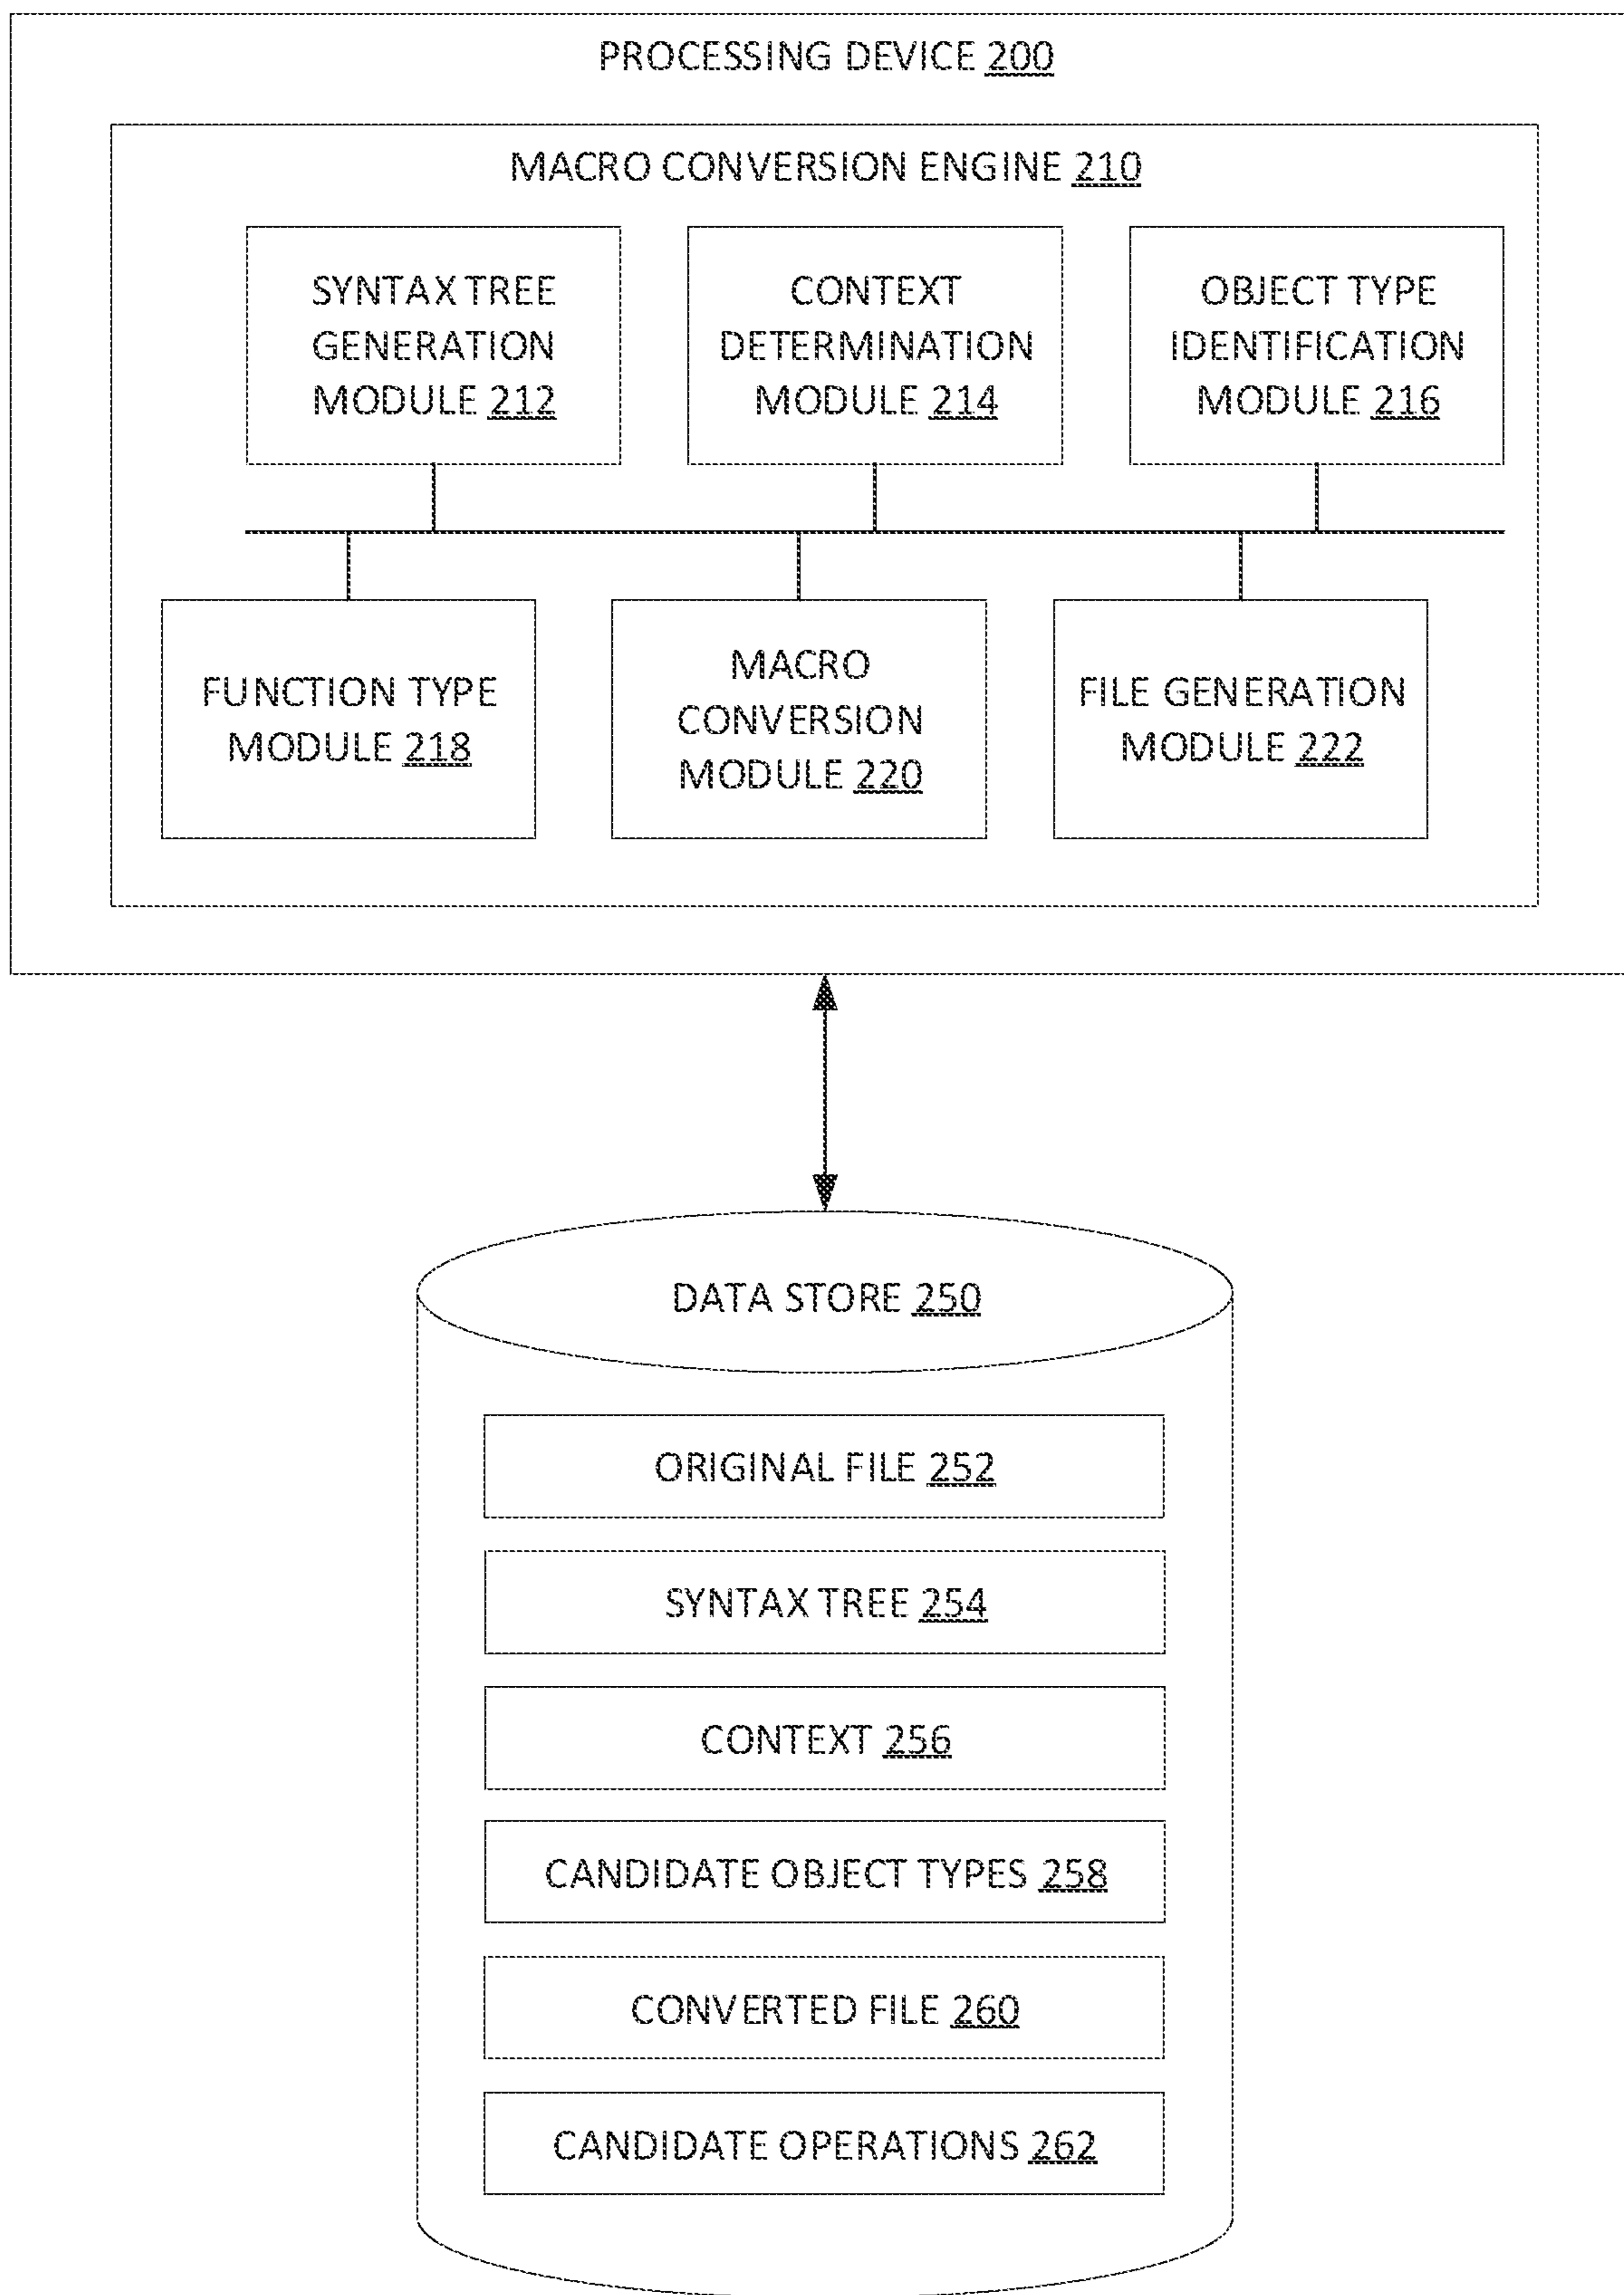 PROCESSING DEVICE 200
MACRO CONVERSION ENGINE 210
SYNTAX TREE
GENERATION
MODULE 212
CONTEXT
DETERMINATION
MODULE 214
OBJECT TYPE
IDENTIFICATION
MODULE 216
FUNCTION TYPE
MODULE 218
MACRO
CONVERSION
MODULE 220
FILE GENERATION
MODULE 222
DATA STORE 250
ORIGINAL FILE 252
SYNTAX TREE 254
CONTEXT 256
CANDIDATE OBJECT TYPES 258
CONVERTED FILE 260
CANDIDATE OPERATIONS 262